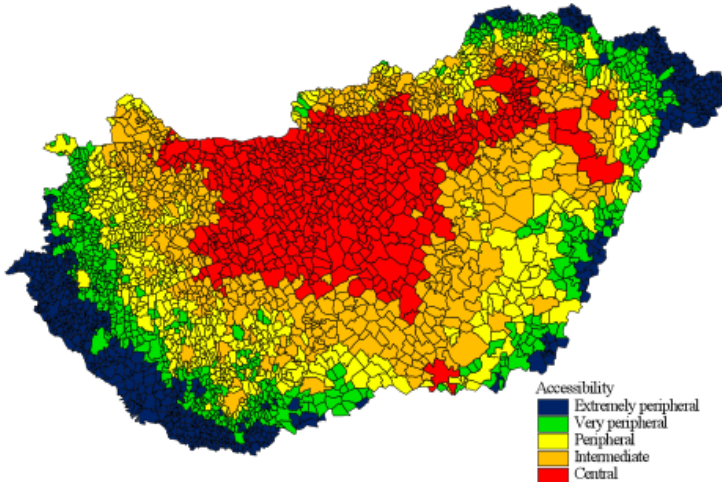 Accessibility
Extremely peripheral
Very peripheral
Peripheral
Intermediate
Central